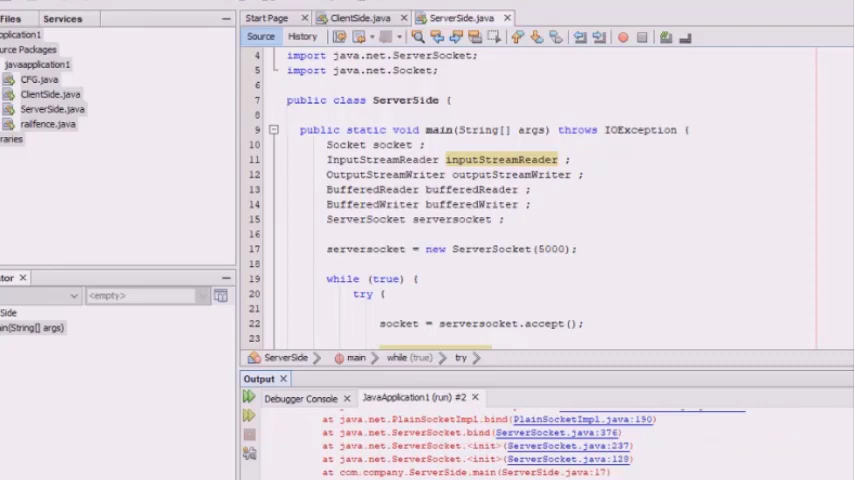 Files Services
plication1
urce Packages
javaapplication1
CFG.java
ClientSide.java
ServerSide.java
railfence.java
raries
Start Page ClientSide.java ServerSide.java
Source History
4 import java.net.ServerSocket;
5 import java.net.Socket;
6
7 public class ServerSide {
8
9 public static void main(String[] args) throws IOException {
10 Socket socket ;
11 InputStreamReader inputStreamReader ;
12 OutputStreamWriter outputStreamWriter ;
13 BufferedReader bufferedReader ;
14 BufferedWriter bufferedWriter ;
15 ServerSocket serversocket ;
16
17 serversocket = new ServerSocket(5000);
18
19 while (true) {
20 try {
21
22 socket = serversocket.accept();
23
ServerSide main while (true) try
ator
<empty>
Side
in(String[] args)
Output
Debugger Console JavaApplication1 (run) #2
at java.net.PlainSocketImpl.bind(PlainSocketImpl.java:190)
at java.net.ServerSocket.bind(ServerSocket.java:376)
at java.net.ServerSocket.<init>(ServerSocket.java:237)
at java.net.ServerSocket.<init>(ServerSocket.java:128)
at com.company.ServerSide.main(ServerSide.java:17)